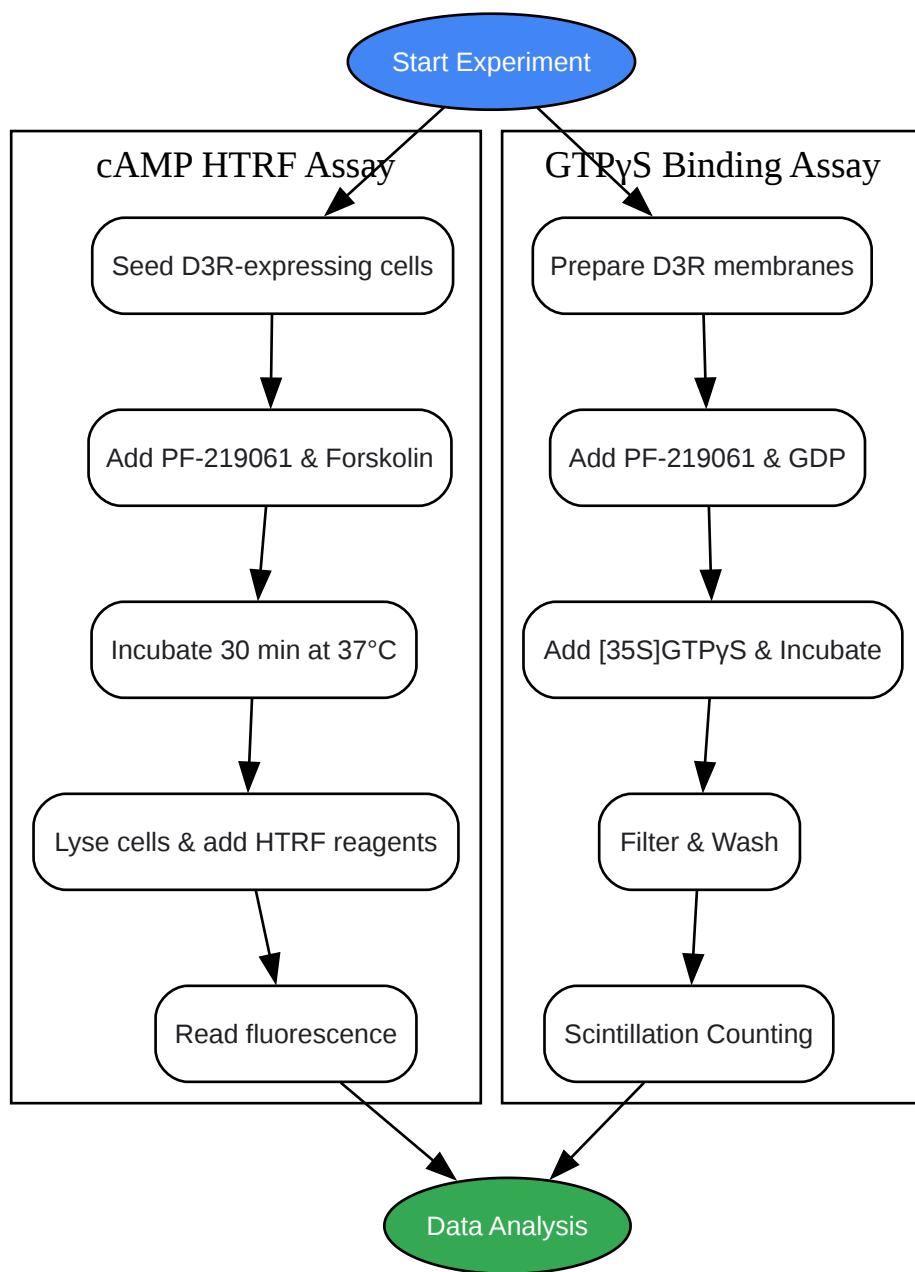 Start Experiment
cAMP HTRF Assay
Seed D3R-expressing cells
Add PF-219061 & Forskolin
Incubate 30 min at 37°C
Lyse cells & add HTRF reagents
Read fluorescence
GTPγS Binding Assay
Prepare D3R membranes
Add PF-219061 & GDP
Add [35S]GTPγS & Incubate
Filter & Wash
Scintillation Counting
Data Analysis